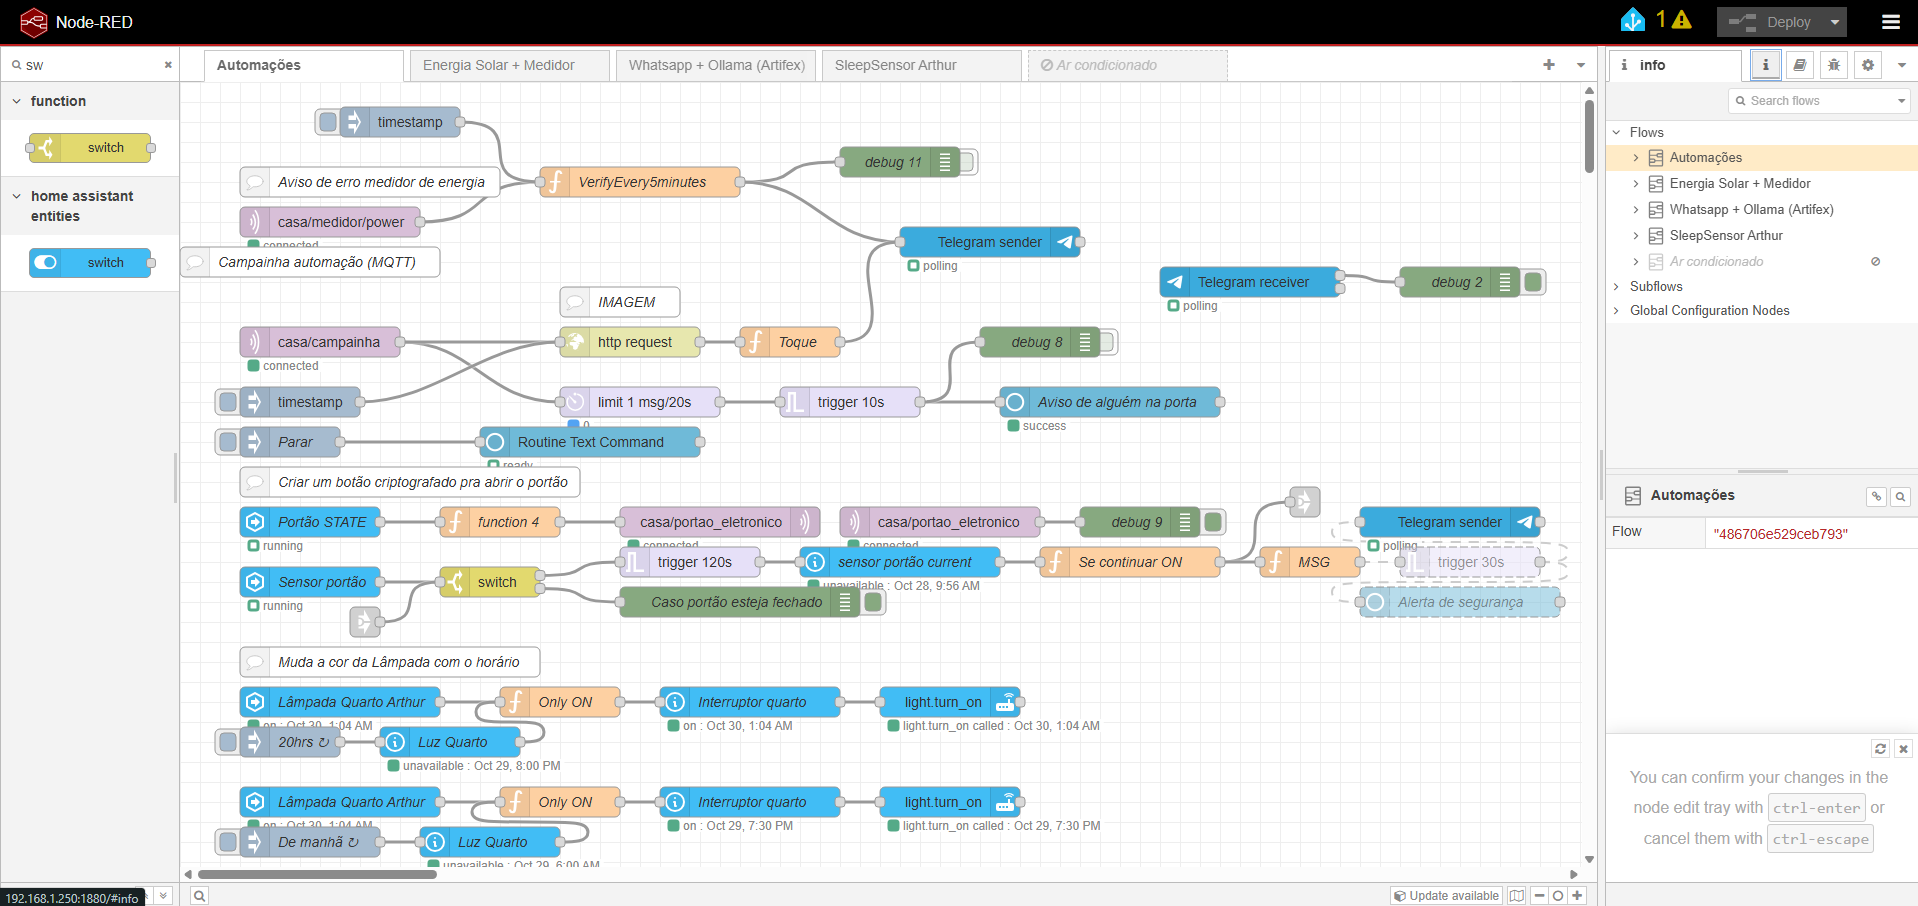 Node-RED
1
Deploy
sw
function
switch
home assistant
entities
switch
Automações
Energia Solar + Medidor
Whatsapp + Ollama (Artifex)
SleepSensor Arthur
Ar condicionado
timestamp
debug 11
Aviso de erro medidor de energia
VerifyEvery5minutes
casa/medidor/power
connected
Telegram sender
polling
Campainha automação (MQTT)
Telegram receiver
polling
debug 2
IMAGEM
casa/campainha
connected
http request
Toque
debug 8
timestamp
limit 1 msg/20s
0
trigger 10s
Aviso de alguém na porta
success
Parar
Routine Text Command
ready
Criar um botão criptografado pra abrir o portão
Portão STATE
running
function 4
casa/portao_eletronico
connected
casa/portao_eletronico
connected
debug 9
Telegram sender
polling
Sensor portão
running
switch
trigger 120s
sensor portão current
unavailable : Oct 28, 9:56 AM
Se continuar ON
MSG
trigger 30s
Caso portão esteja fechado
Alerta de segurança
Muda a cor da Lâmpada com o horário
Lâmpada Quarto Arthur
on : Oct 30, 1:04 AM
Only ON
Interruptor quarto
on : Oct 30, 1:04 AM
light.turn_on
light.turn_on called : Oct 30, 1:04 AM
20hrs ↻
Luz Quarto
unavailable : Oct 29, 8:00 PM
Lâmpada Quarto Arthur
on : Oct 30, 1:04 AM
Only ON
Interruptor quarto
on : Oct 29, 7:30 PM
light.turn_on
light.turn_on called : Oct 29, 7:30 PM
De manhã ↻
Luz Quarto
unavailable : Oct 29, 6:00 AM
192.168.1.250:1880/#info
Update available
info
Search flows
Flows
Automações
Energia Solar + Medidor
Whatsapp + Ollama (Artifex)
SleepSensor Arthur
Ar condicionado
Subflows
Global Configuration Nodes
Automações
Flow "486706e529ceb793"
You can confirm your changes in the
node edit tray with ctrl-enter or
cancel them with ctrl-escape